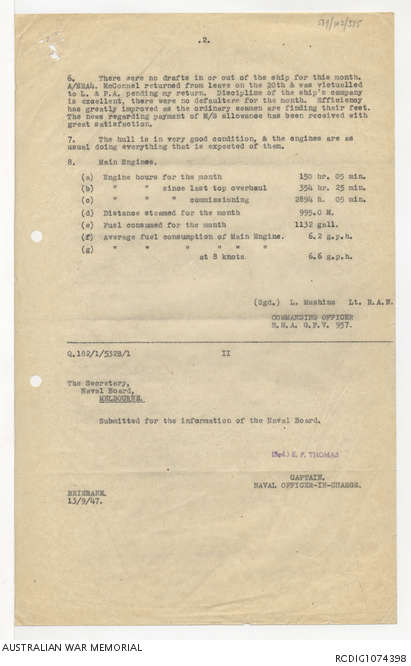 .2.
6. There were no drafts in or out of the ship for this month.
A/NBA4. McConnel returned from leave on the 20th & was victualled
to L. & P.A. pending my return. Discipline of the ship's company
is excellent, there were no defaulters for the month. Efficiency
has greatly improved as the ordinary seamen are finding their feet.
The news regarding payment of M/S allowance has been received with
great satisfaction.
7. The hull is in very good condition, & the engines are as
usual doing everything that is expected of them.
8. Main Engines.
(a) Engine hours for the month 150 hr. 05 min.
(b) " " since last top overhaul 354 hr. 25 min.
(c) " " " commissioning 2894 h. 05 min.
(d) Distance steamed for the month 995.0 M.
(e) Fuel consumed for the month 1132 gall.
(f) Average fuel consumption of Main Engine. 6.2 g.p.h.
(g) " " " " " "
at 8 knots 6.6 g.p.h.
(Sgd.) L. Mushins Lt. R.A.N.
COMMANDING OFFICER
H.M.A. G.P.V. 957.
Q.182/1/532B/1 II
The Secretary,
Naval Board,
MELBOURNE.
Submitted for the information of the Naval Board.
(Sgd.) E. P. THOMAS
CAPTAIN.
NAVAL OFFICER-IN-CHARGE.
BRISBANE.
13/9/47.
AUSTRALIAN WAR MEMORIAL
RCDIG1074398